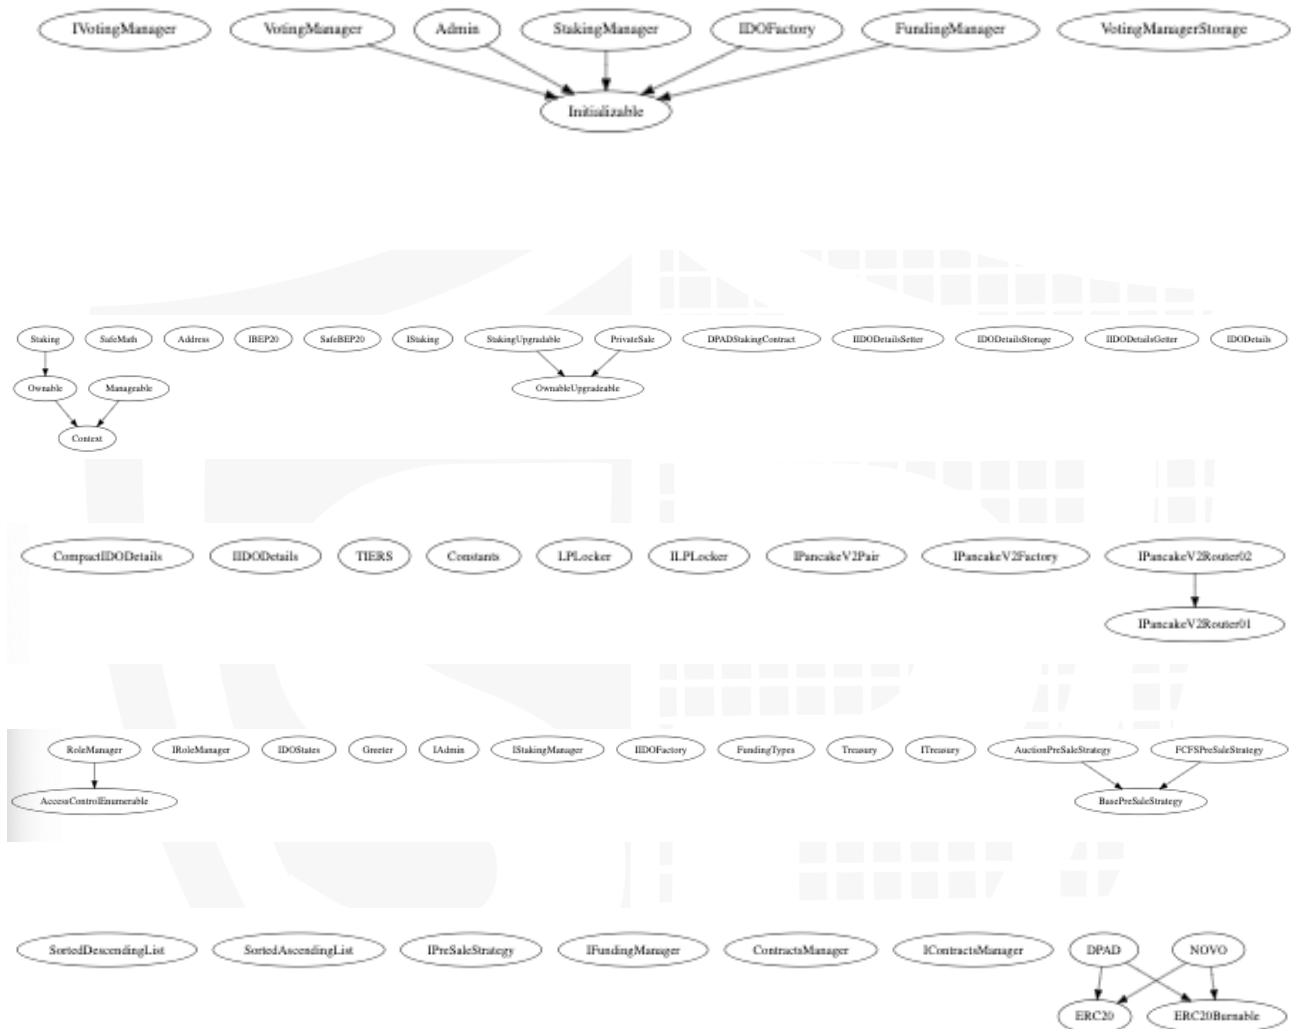 IVotingManager VotingManager Admin StakingManager IDOFactory FundingManager VotingManagerStorage
Initializable
Staking SafeMath Address IBEP20 SafeBEP20 IStaking StakingUpgradable PrivateSale DPADStakingContract IIDODetailsSetter IDODetailsStorage IIDODetailsGetter IDODetails
Ownable Manageable OwnableUpgradeable
Context
CompactIDODetails IIDODetails TIERS Constants LPLocker ILPLocker IPancakeV2Pair IPancakeV2Factory IPancakeV2Router02
IPancakeV2Router01
RoleManager IRoleManager IDOStates Greeter IAdmin IStakingManager IIDOFactory FundingTypes Treasury ITreasury AuctionPreSaleStrategy FCFSPreSaleStrategy
AccessControlEnumerable BasePreSaleStrategy
SortedDescendingList SortedAscendingList IPreSaleStrategy IFundingManager ContractsManager IContractsManager DPAD NOVO
ERC20 ERC20Burnable